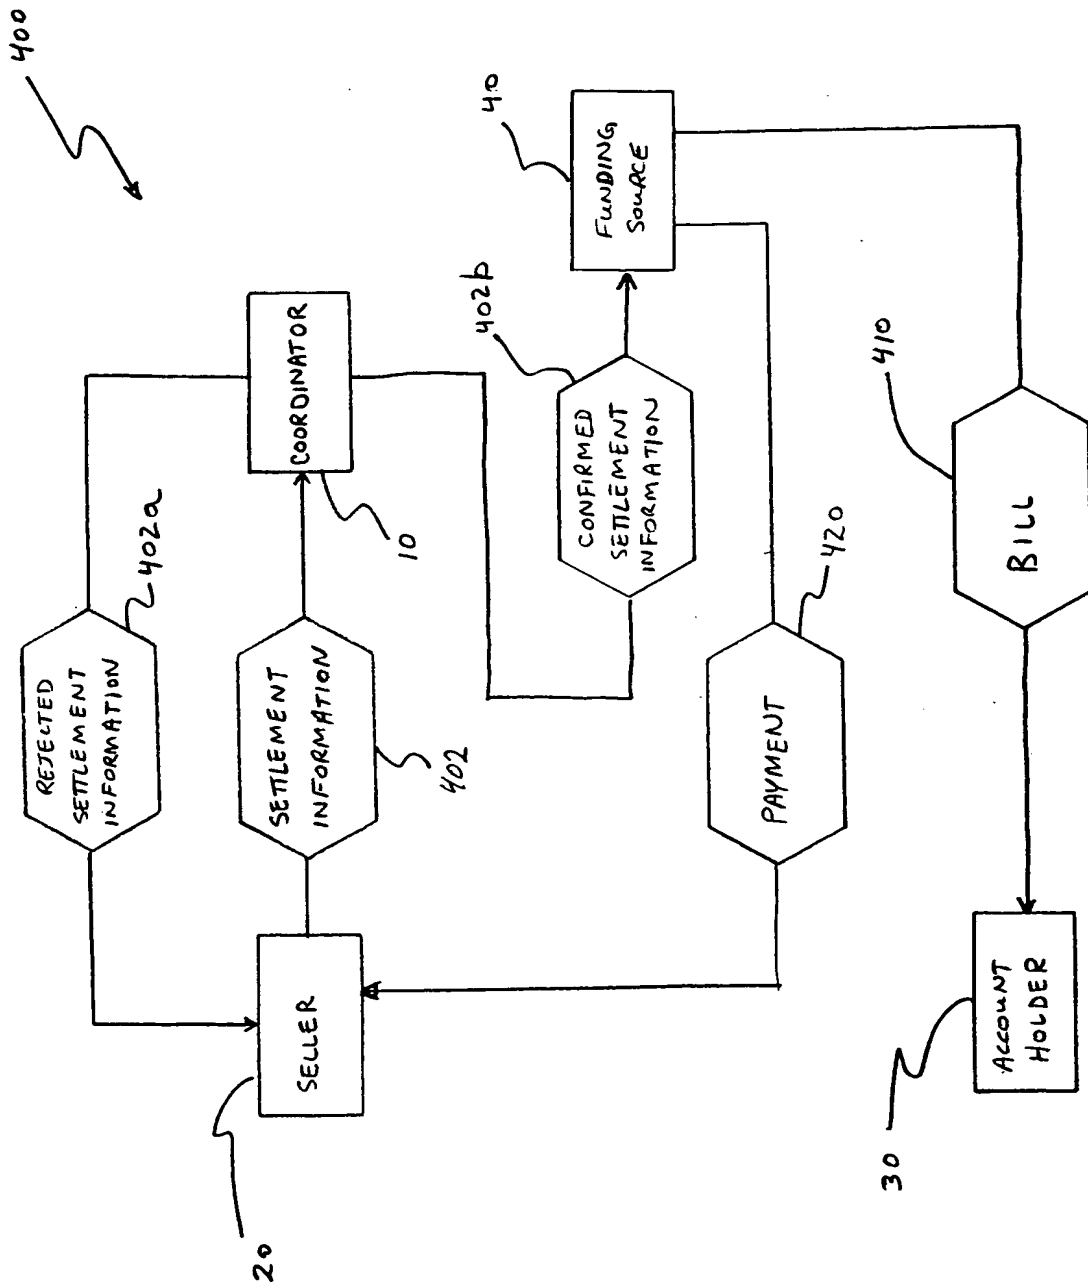 400
REJECTED
SETTLEMENT
INFORMATION
402a
20
SELLER
SETTLEMENT
INFORMATION
402
COORDINATOR
10
CONFIRMED
SETTLEMENT
INFORMATION
402b
FUNDING
SOURCE
40
PAYMENT
420
30
ACCOUNT
HOLDER
BILL
410